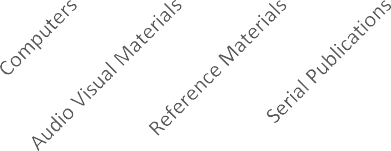 Computers
Audio Visual Materials
Reference Materials
Serial Publications